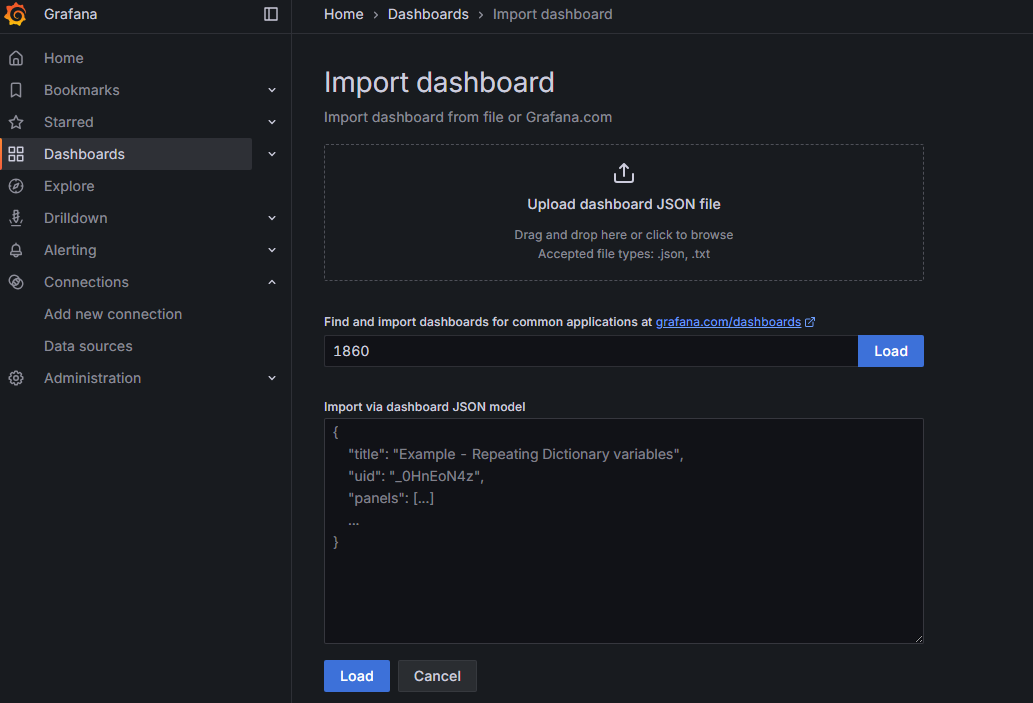 Grafana
Home
Bookmarks
Starred
Dashboards
Explore
Drilldown
Alerting
Connections
Add new connection
Data sources
Administration
Home › Dashboards › Import dashboard
Import dashboard
Import dashboard from file or Grafana.com
Upload dashboard JSON file
Drag and drop here or click to browse
Accepted file types: .json, .txt
Find and import dashboards for common applications at grafana.com/dashboards
1860 Load
Import via dashboard JSON model
{
"title": "Example - Repeating Dictionary variables",
"uid": "_0HnEoN4z",
"panels": [...]
...
}
Load Cancel